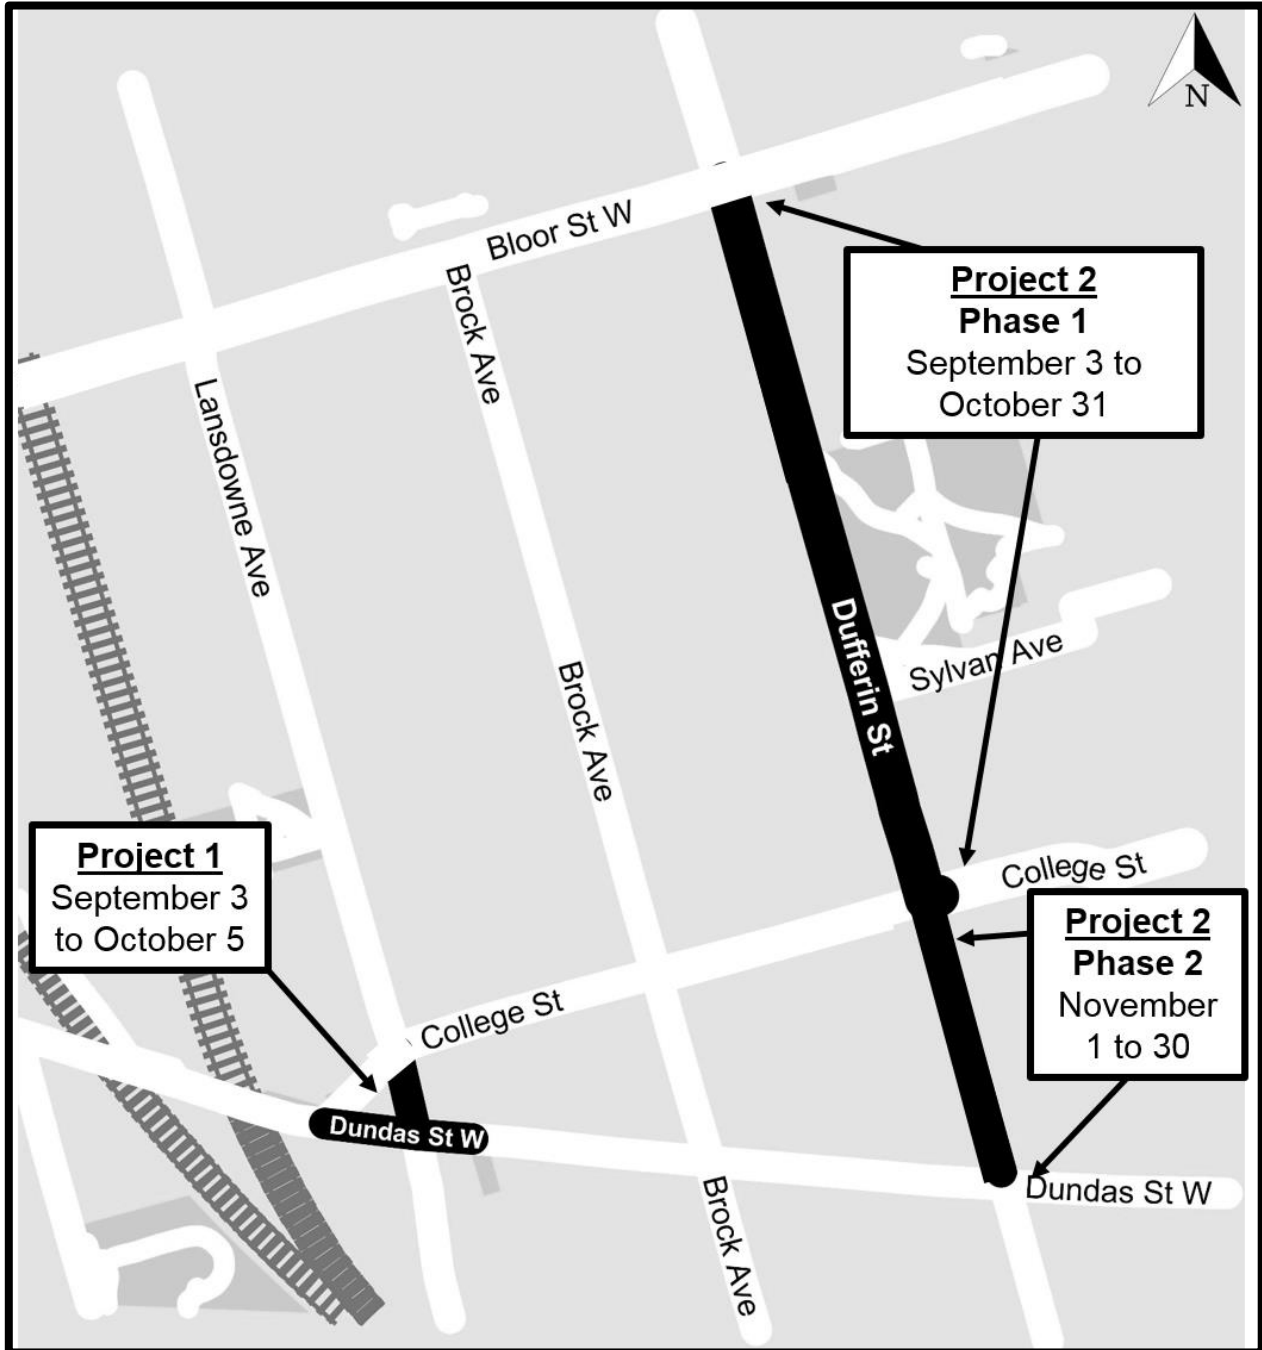 N
Bloor St W
Brock Ave
Project 2
Phase 1
September 3 to
October 31
Lansdowne Ave
Dufferin St
Sylvan Ave
Brock Ave
Project 1
September 3
to October 5
College St
Project 2
Phase 2
November
1 to 30
College St
Dundas St W
Dundas St W
Brock Ave